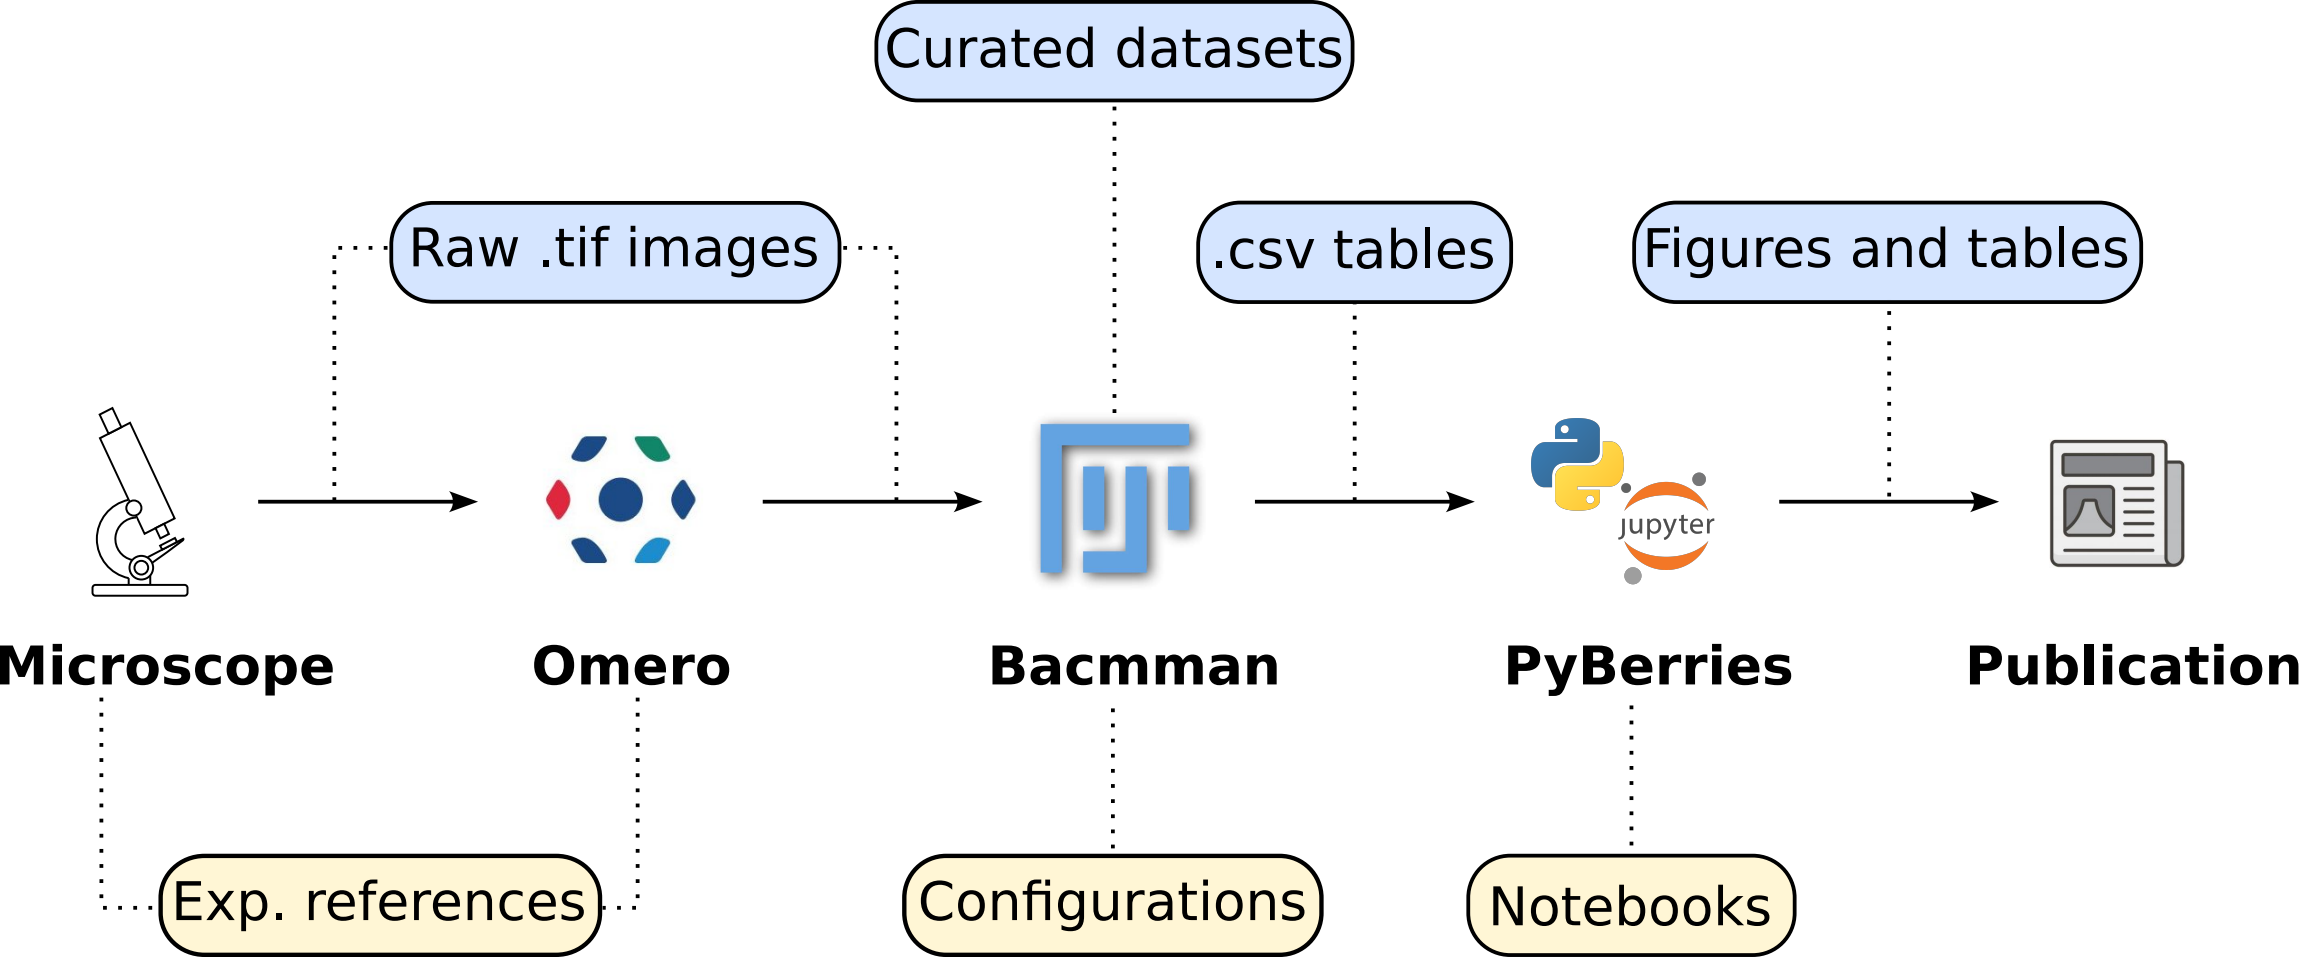 Curated datasets
Raw .tif images
.csv tables
Figures and tables
jupyter
Microscope
Omero
Bacmman
PyBerries
Publication
Exp. references
Configurations
Notebooks